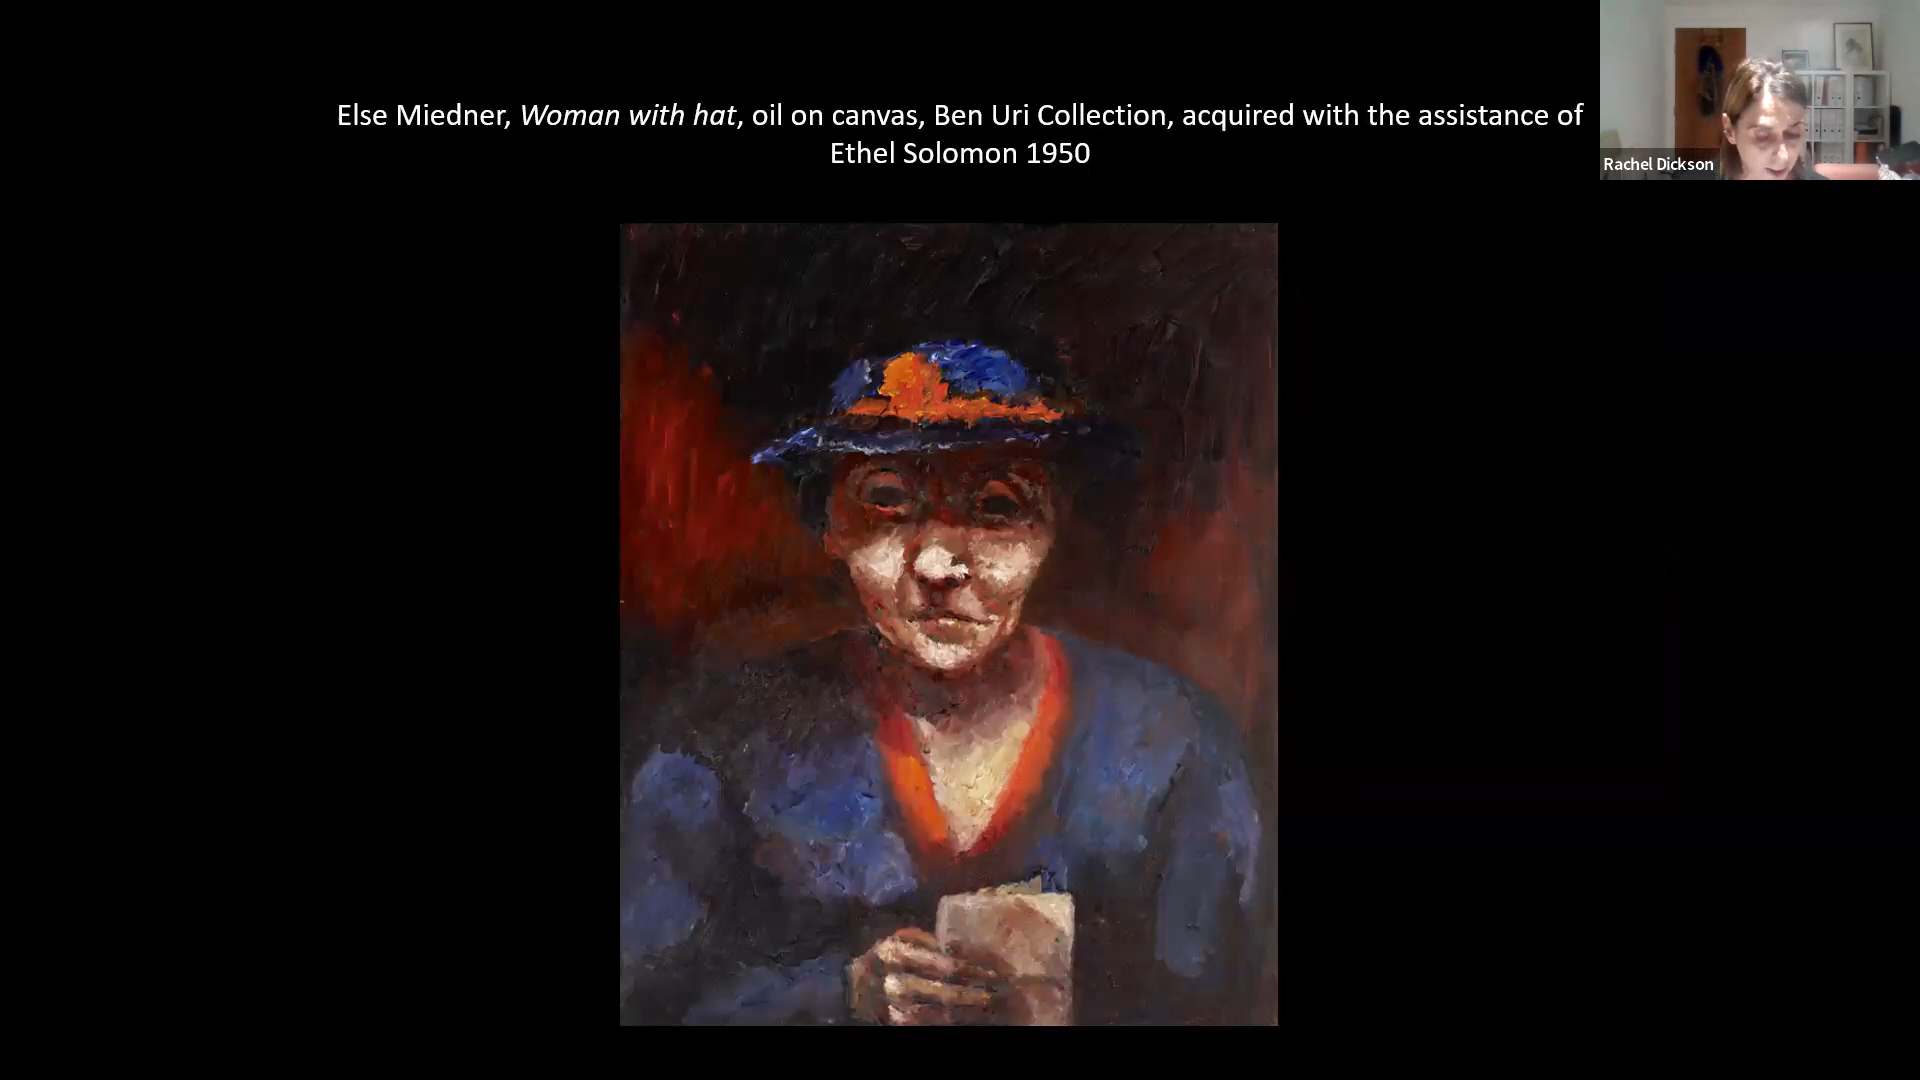 Else Miedner, Woman with hat, oil on canvas, Ben Uri Collection, acquired with the assistance of
Ethel Solomon 1950
Rachel Dickson